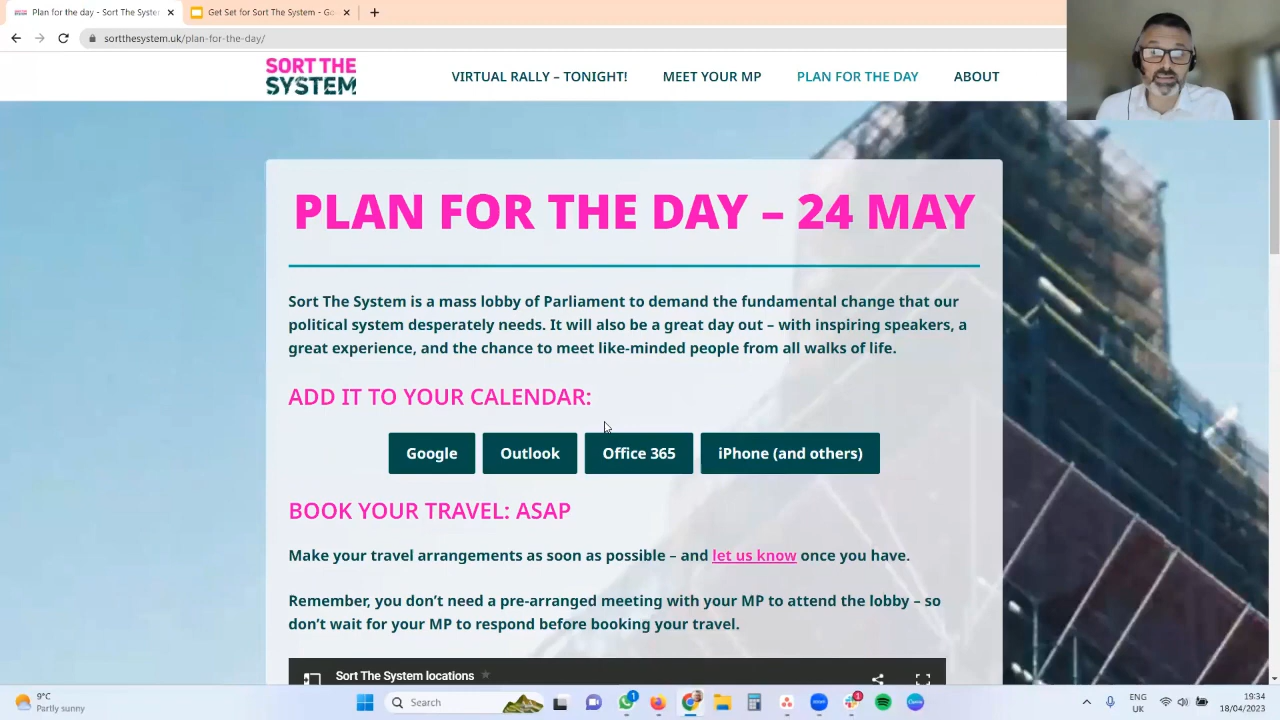 PLAN FOR THE DAY - Sort The Syst
Get Set for Sort The System - Go
sortthesystem.uk/plan-for-the-day/
SORT THE
SYSTEM
VIRTUAL RALLY – TONIGHT!
MEET YOUR MP
PLAN FOR THE DAY
ABOUT
PLAN FOR THE DAY – 24 MAY
Sort The System is a mass lobby of Parliament to demand the fundamental change that our
political system desperately needs. It will also be a great day out – with inspiring speakers, a
great experience, and the chance to meet like-minded people from all walks of life.
ADD IT TO YOUR CALENDAR:
Google
Outlook
Office 365
iPhone (and others)
BOOK YOUR TRAVEL: ASAP
Make your travel arrangements as soon as possible – and let us know once you have.
Remember, you don’t need a pre-arranged meeting with your MP to attend the lobby – so
don’t wait for your MP to respond before booking your travel.
Sort The System locations
9°C
Partly sunny
Search
1
zoom
1
Canva
ENG
UK
19:34
18/04/2023